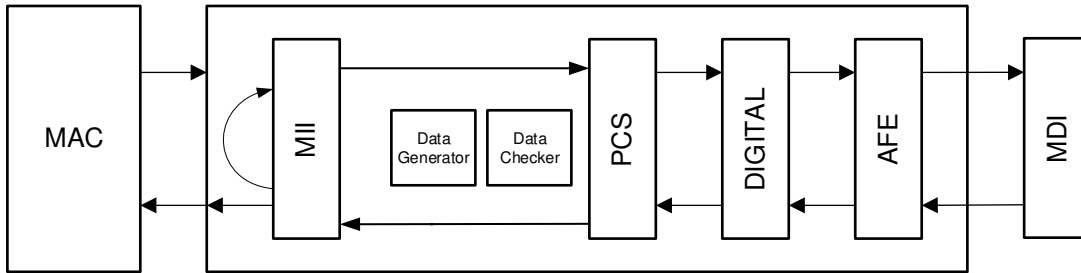 MAC
MII
Data
Generator
Data
Checker
PCS
DIGITAL
AFE
MDI